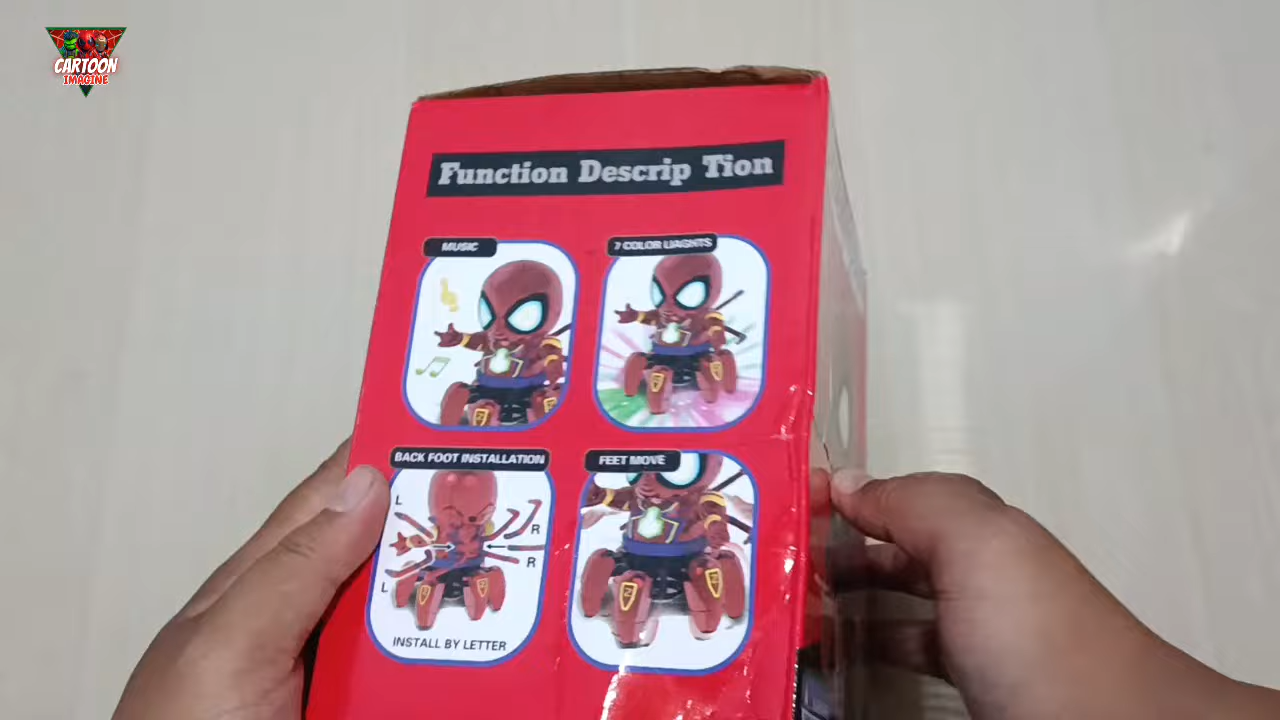 CARTOON
IMAGINE
Function Descrip Tion
MUSIC
7 COLOR LIAGHTS
BACK FOOT INSTALLATION
FEET MOVE
L
R
R
L
INSTALL BY LETTER